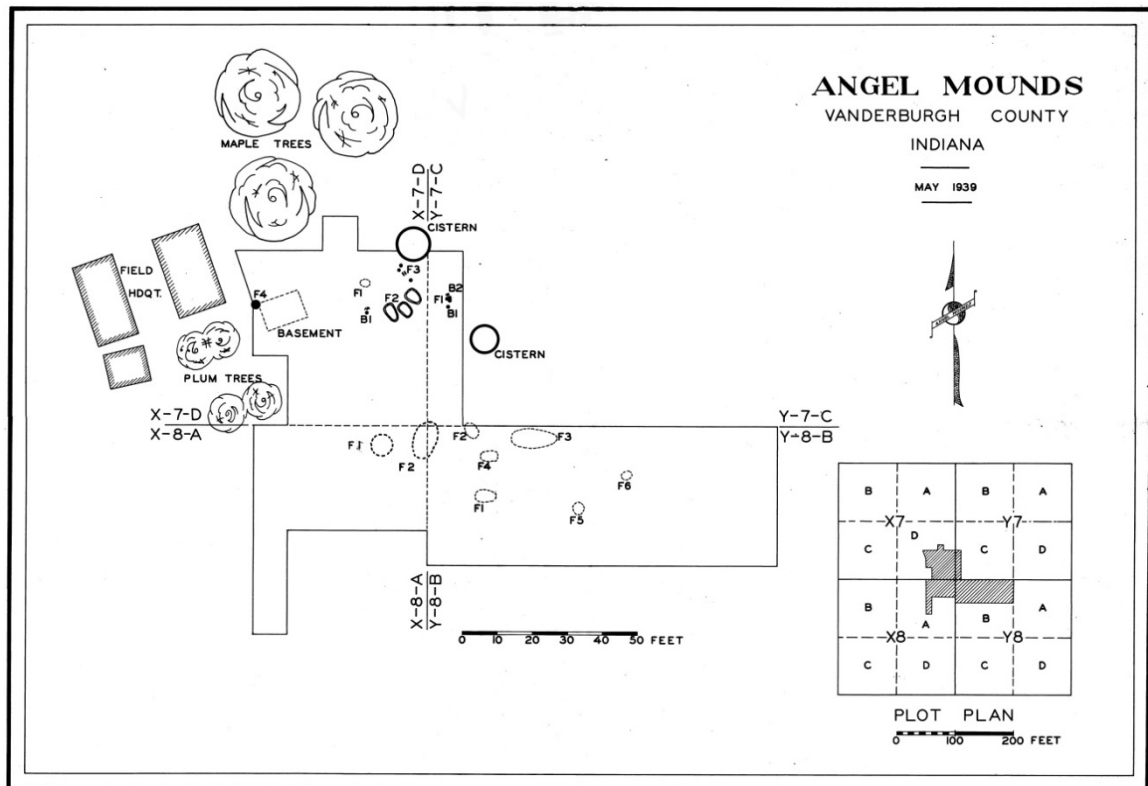 ANGEL MOUNDS
VANDERBURGH COUNTY
INDIANA
MAY 1939
MAPLE TREES
X-7-D
Y-7-C
CISTERN
FIELD
HDQT.
F4
BASEMENT
PLUM TREES
F1
B1
F2
F3
B2
F1
B1
CISTERN
X-7-D
X-8-A
Y-7-C
Y-8-B
F1
F2
F2
F3
F4
F1
F5
F6
X-8-A
Y-8-B
0 10 20 30 40 50 FEET
B A B A
X7 Y7
C D C D
B A B A
X8 Y8
C D C D
PLOT PLAN
0 100 200 FEET